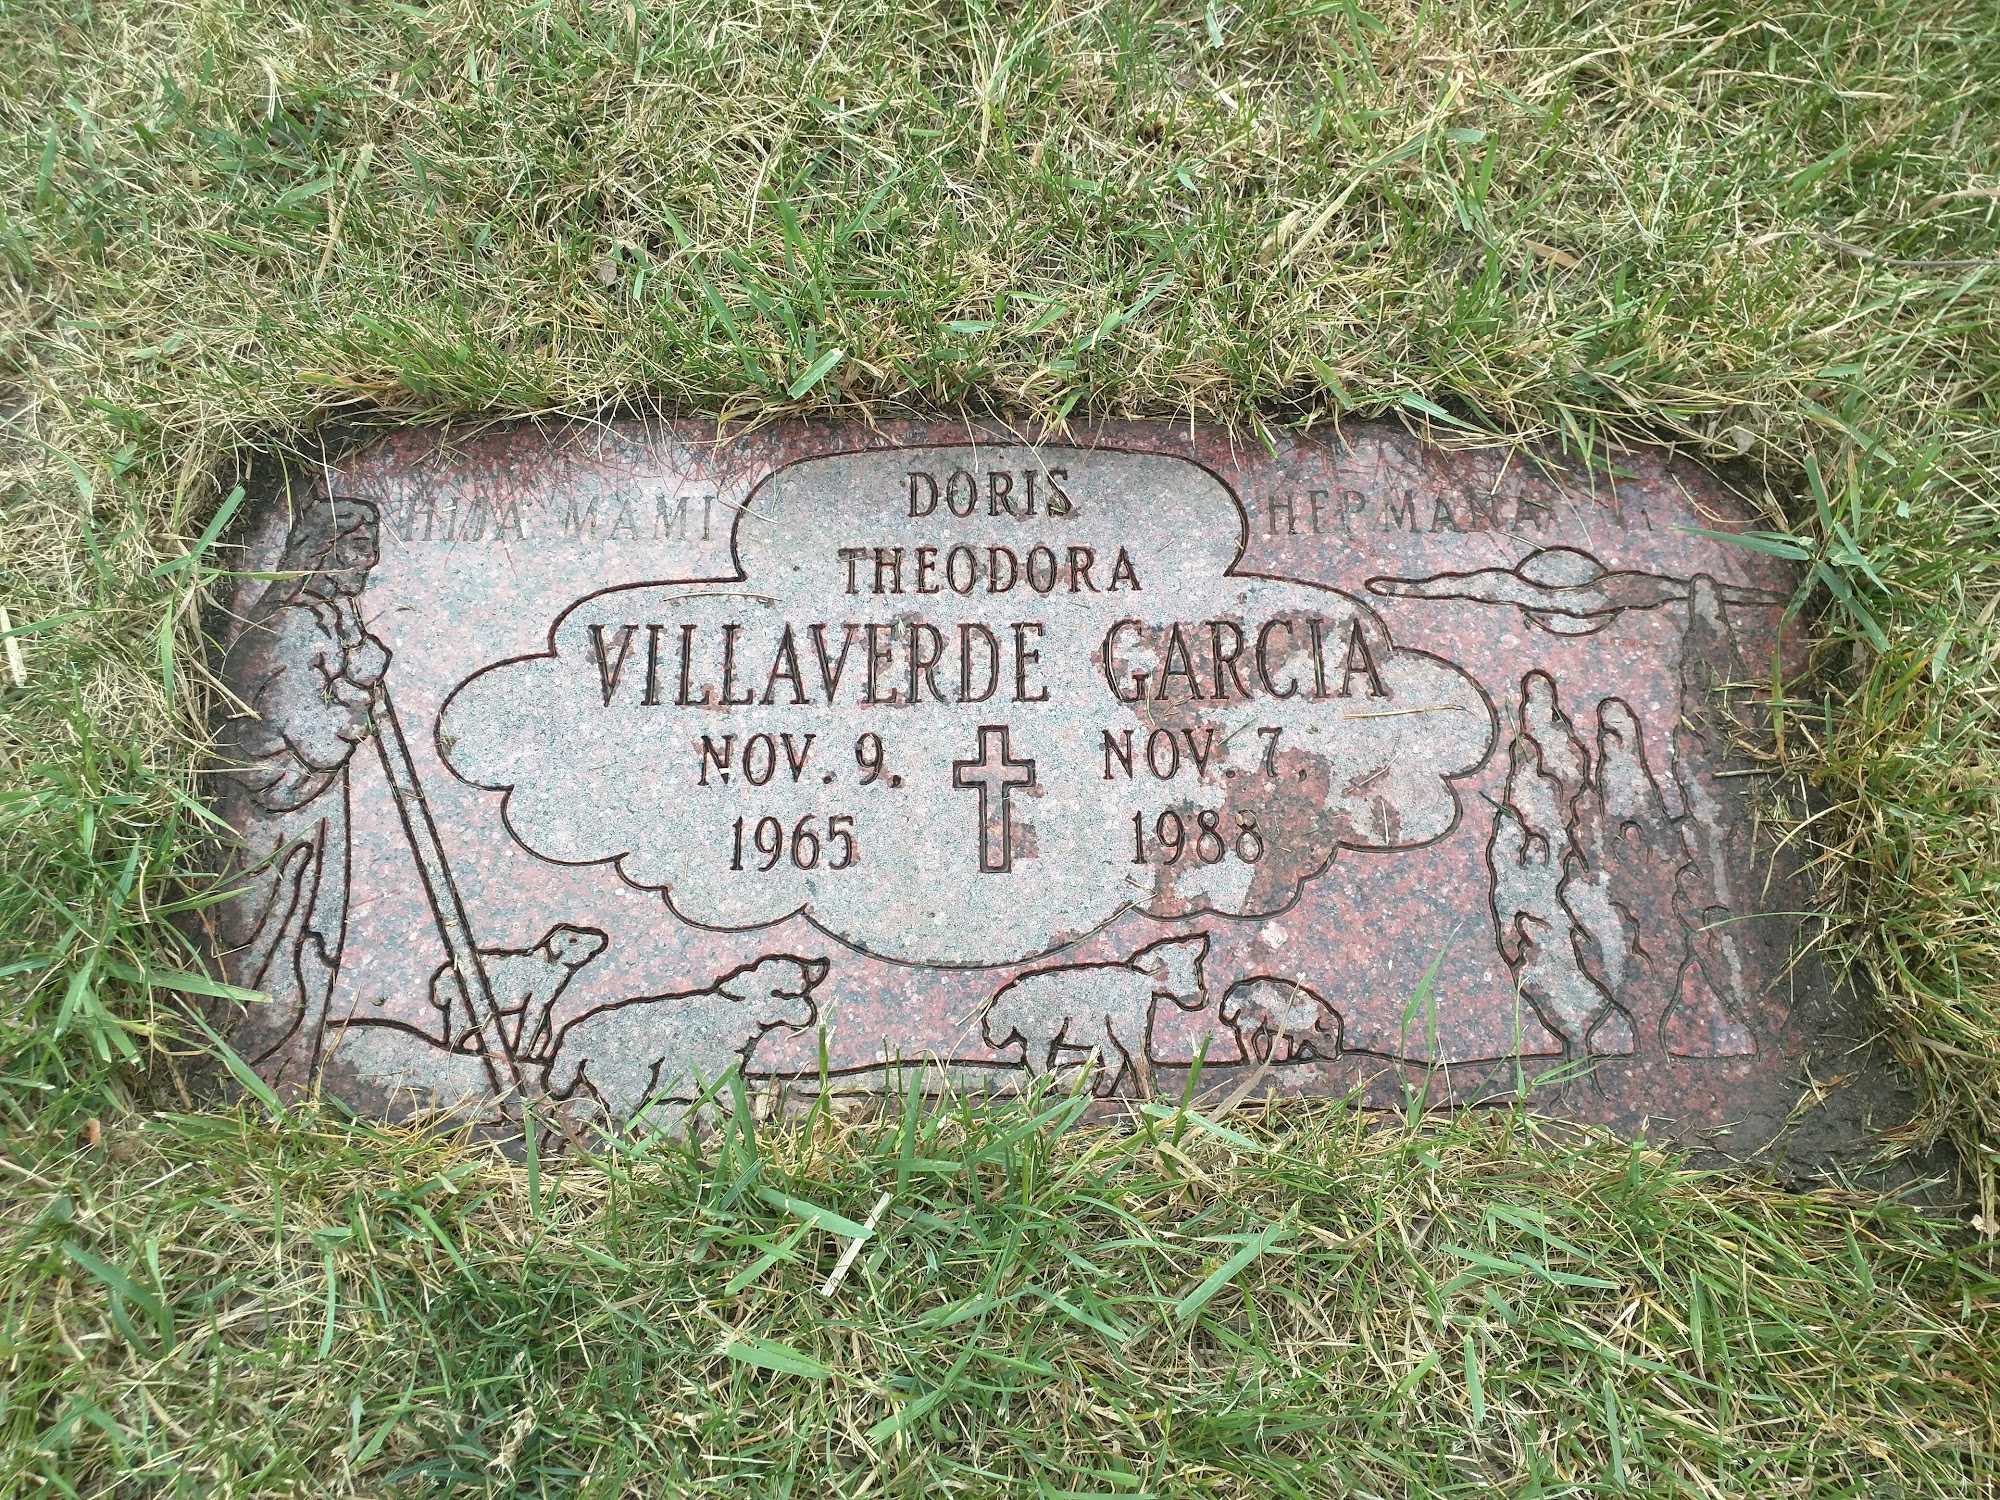 HIJA MAMI HERMANA
DORIS
THEODORA
VILLAVERDE GARCIA
NOV. 9, NOV. 7,
1965 1988